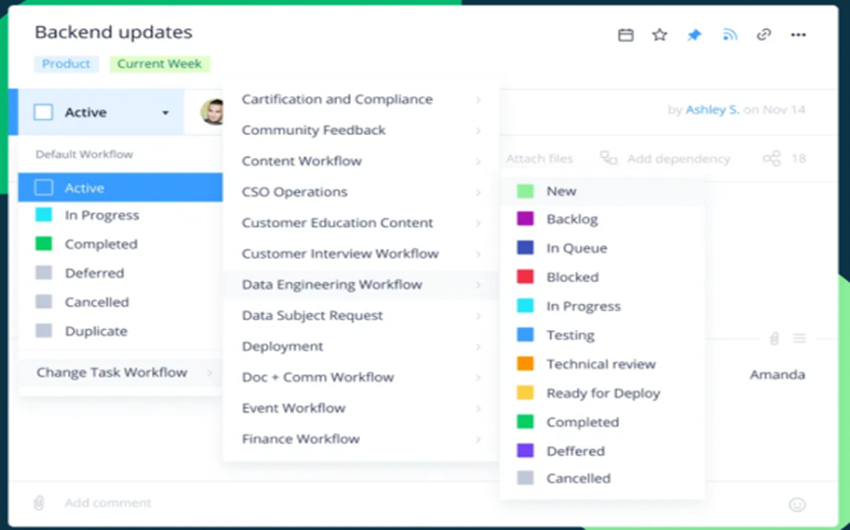 Backend updates
Product Current Week
Active
by Ashley S. on Nov 14
Attach files Add dependency 18
Default Workflow
Active
In Progress
Completed
Deferred
Cancelled
Duplicate
Change Task Workflow
Cartification and Compliance
Community Feedback
Content Workflow
CSO Operations
Customer Education Content
Customer Interview Workflow
Data Engineering Workflow
Data Subject Request
Deployment
Doc + Comm Workflow
Event Workflow
Finance Workflow
New
Backlog
In Queue
Blocked
In Progress
Testing
Technical review
Ready for Deploy
Completed
Deffered
Cancelled
Amanda
Add comment